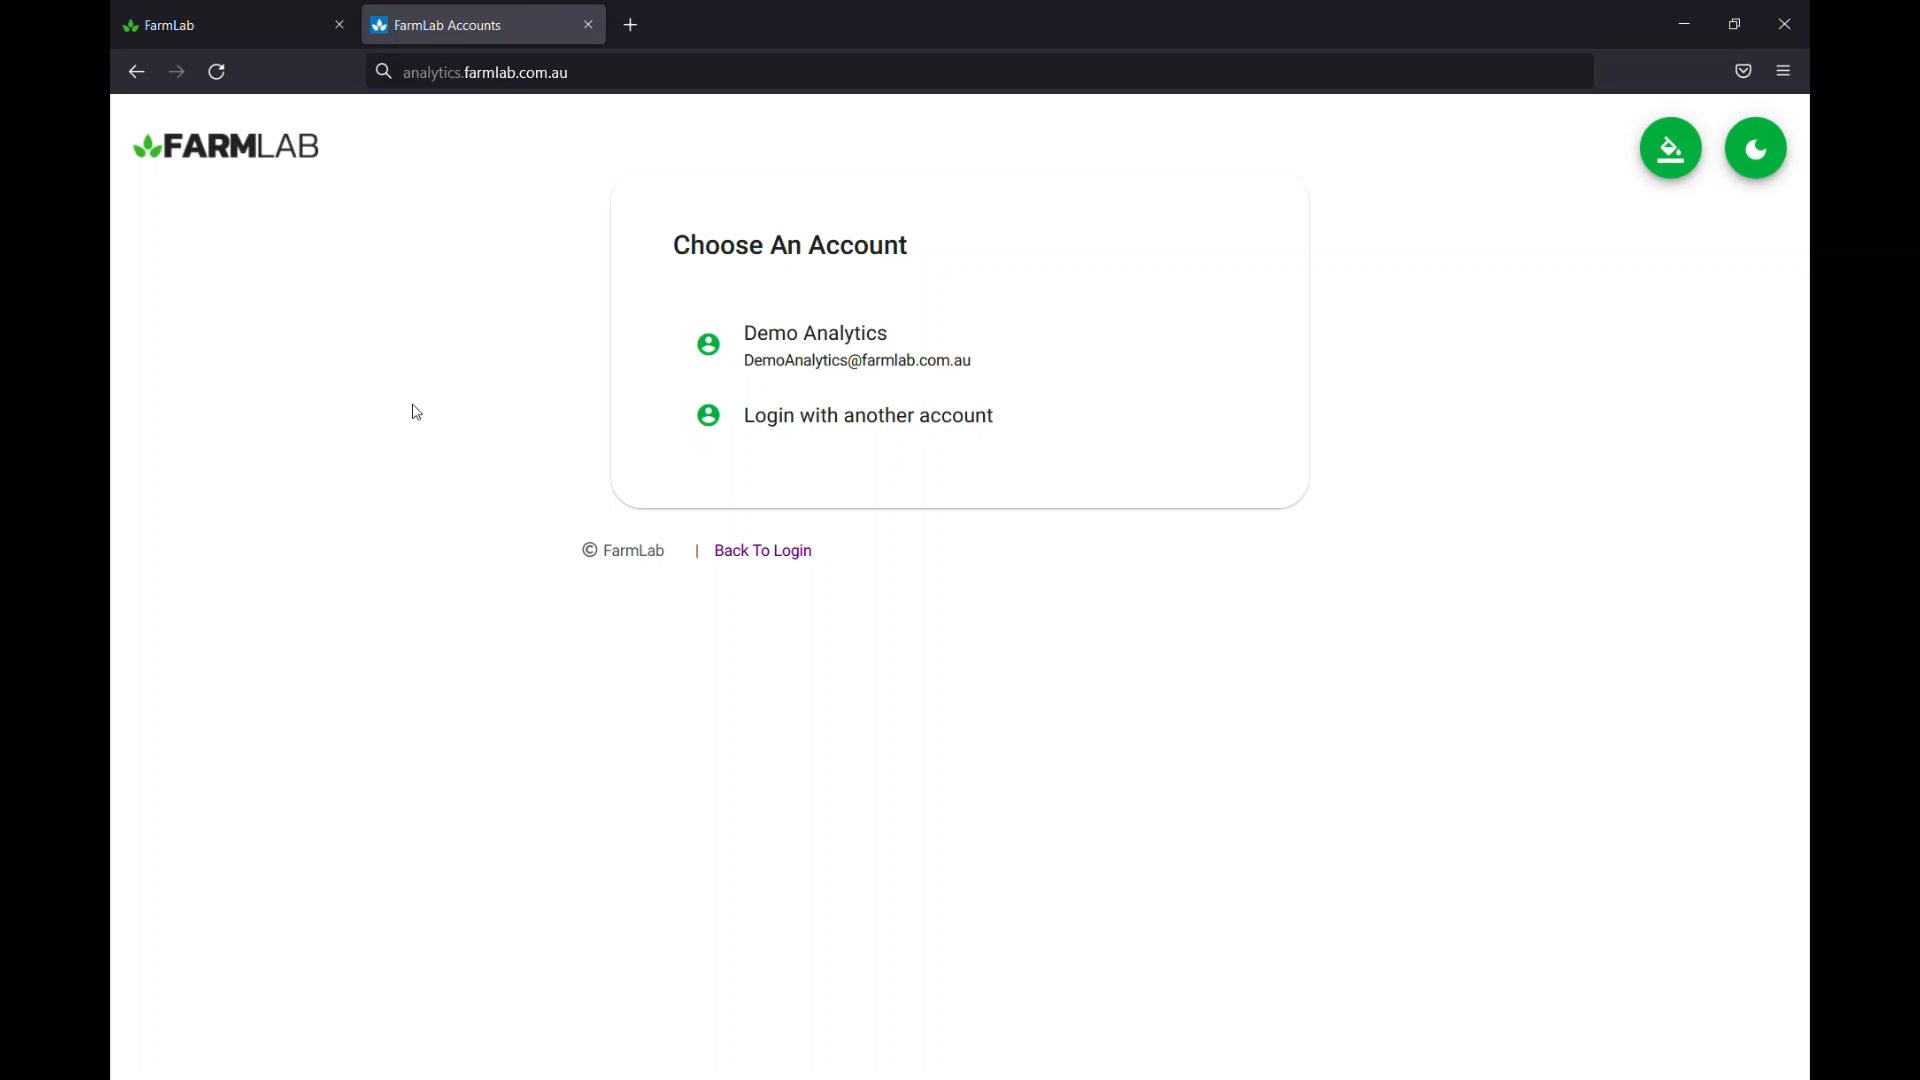 FarmLab
FarmLab Accounts
analytics.farmlab.com.au
FARMLAB
Choose An Account
Demo Analytics
DemoAnalytics@farmlab.com.au
Login with another account
© FarmLab | Back To Login